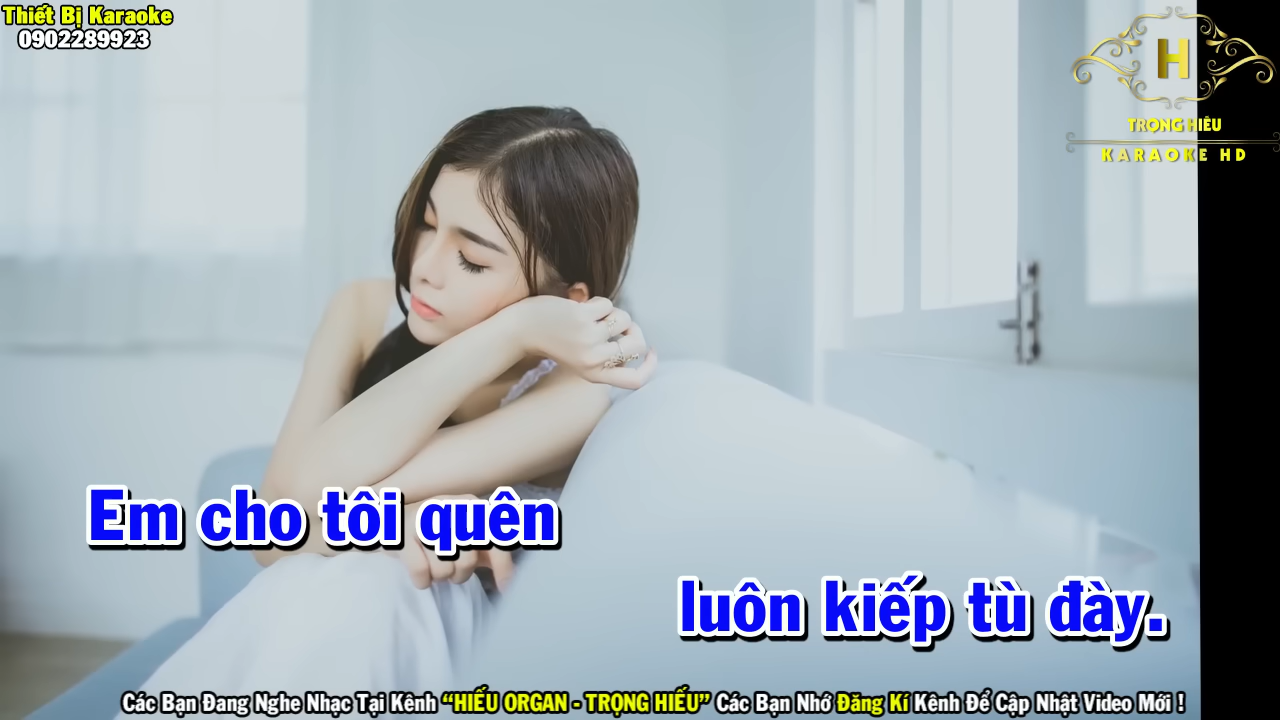 Thiết Bị Karaoke
0902289923
H
TRỌNG HIẾU
KARAOKE HD
Em cho tôi quên
luôn kiếp tù đày.
Các Bạn Đang Nghe Nhạc Tại Kênh “HIẾU ORGAN - TRỌNG HIẾU” Các Bạn Nhớ Đăng Kí Kênh Để Cập Nhật Video Mới !